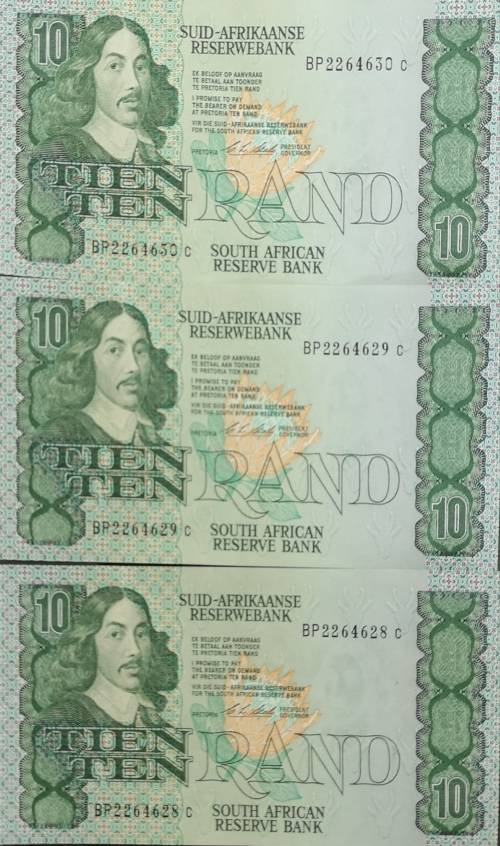 10
SUID-AFRIKAANSE
RESERWEBANK
BP2264630 C
EK BELOOF OP AANVRAAG
TE BETAAL AAN TOONDER
TE PRETORIA TIEN RAND
I PROMISE TO PAY
THE BEARER ON DEMAND
AT PRETORIA TEN RAND
VIR DIE SUID-AFRIKAANSE RESERWEBANK
FOR THE SOUTH AFRICAN RESERVE BANK
PRETORIA
PRESIDENT
GOVERNOR
TIEN
TEN
RAND
10
BP2264630 C
SOUTH AFRICAN
RESERVE BANK
10
SUID-AFRIKAANSE
RESERWEBANK
BP2264629 C
EK BELOOF OP AANVRAAG
TE BETAAL AAN TOONDER
TE PRETORIA TIEN RAND
I PROMISE TO PAY
THE BEARER ON DEMAND
AT PRETORIA TEN RAND
VIR DIE SUID-AFRIKAANSE RESERWEBANK
FOR THE SOUTH AFRICAN RESERVE BANK
PRETORIA
PRESIDENT
GOVERNOR
TIEN
TEN
RAND
10
BP2264629 C
SOUTH AFRICAN
RESERVE BANK
10
SUID-AFRIKAANSE
RESERWEBANK
BP2264628 C
EK BELOOF OP AANVRAAG
TE BETAAL AAN TOONDER
TE PRETORIA TIEN RAND
I PROMISE TO PAY
THE BEARER ON DEMAND
AT PRETORIA TEN RAND
VIR DIE SUID-AFRIKAANSE RESERWEBANK
FOR THE SOUTH AFRICAN RESERVE BANK
PRETORIA
PRESIDENT
GOVERNOR
TIEN
TEN
RAND
10
BP2264628 C
SOUTH AFRICAN
RESERVE BANK